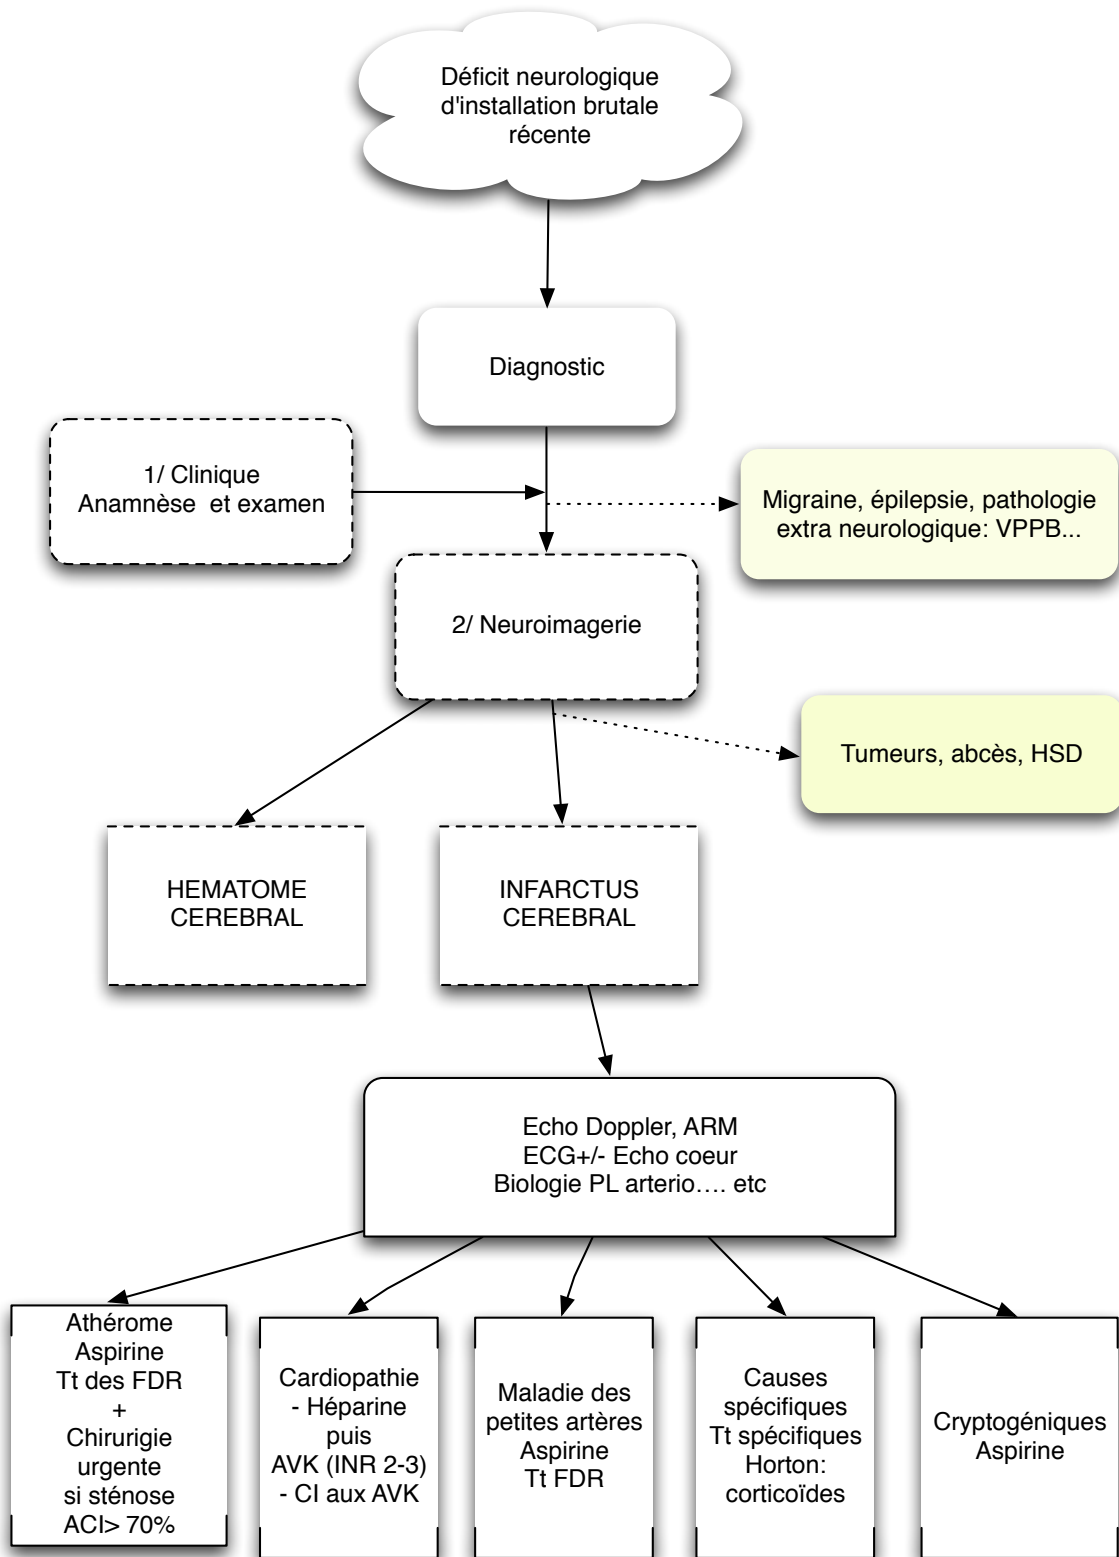 Déficit neurologique
d'installation brutale
récente
Diagnostic
1/ Clinique
Anamnèse  et examen
Migraine, épilepsie, pathologie
extra neurologique: VPPB...
2/ Neuroimagerie
Tumeurs, abcès, HSD
HEMATOME
CEREBRAL
INFARCTUS
CEREBRAL
Echo Doppler, ARM
ECG+/- Echo coeur
Biologie PL arterio…. etc
Athérome
Aspirine
Tt des FDR
+
Chirurigie
urgente
si sténose
ACI> 70%
Cardiopathie
- Héparine
puis
AVK (INR 2-3)
- CI aux AVK
Maladie des
petites artères
Aspirine
Tt FDR
Causes
spécifiques
Tt spécifiques
Horton:
corticoïdes
Cryptogéniques
Aspirine